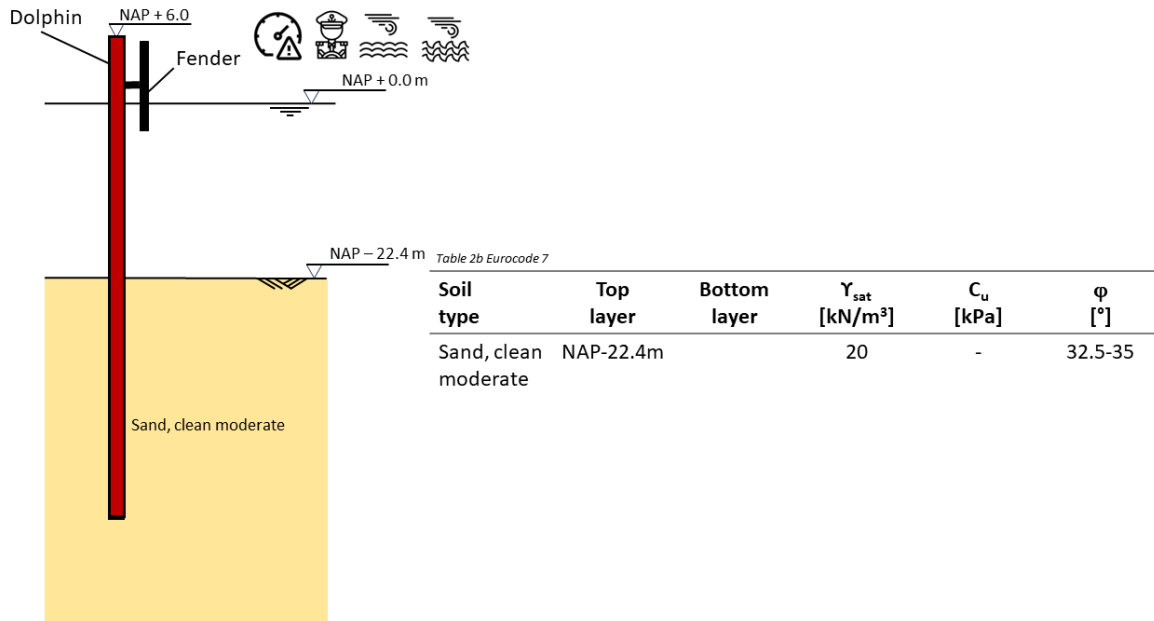 Dolphin
NAP + 6.0
Fender
NAP + 0.0 m
NAP – 22.4 m
Table 2b Eurocode 7
Soil type
Top layer
Bottom layer
ϒsat [kN/m³]
Cu [kPa]
φ [°]
Sand, clean moderate
NAP-22.4m
20
-
32.5-35
Sand, clean moderate